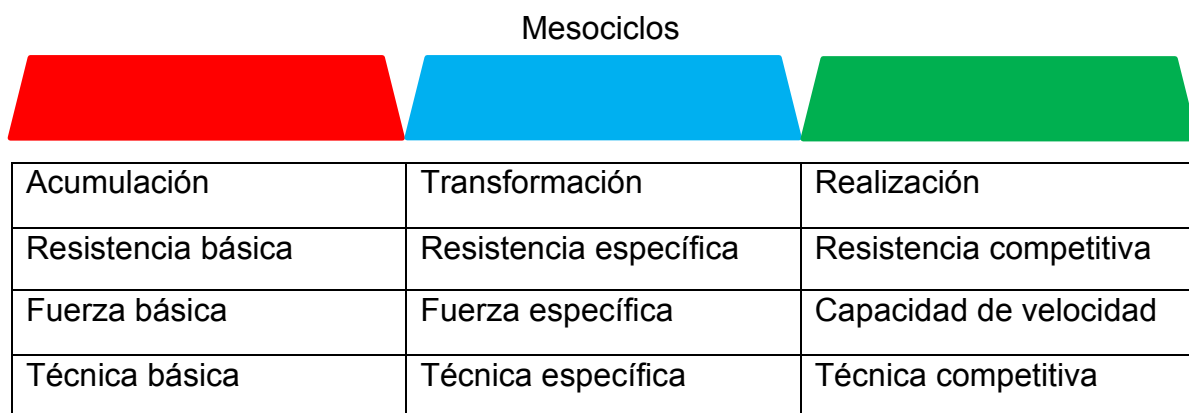 Mesociclos
Acumulación Transformación Realización
Resistencia básica Resistencia específica Resistencia competitiva
Fuerza básica Fuerza específica Capacidad de velocidad
Técnica básica Técnica específica Técnica competitiva